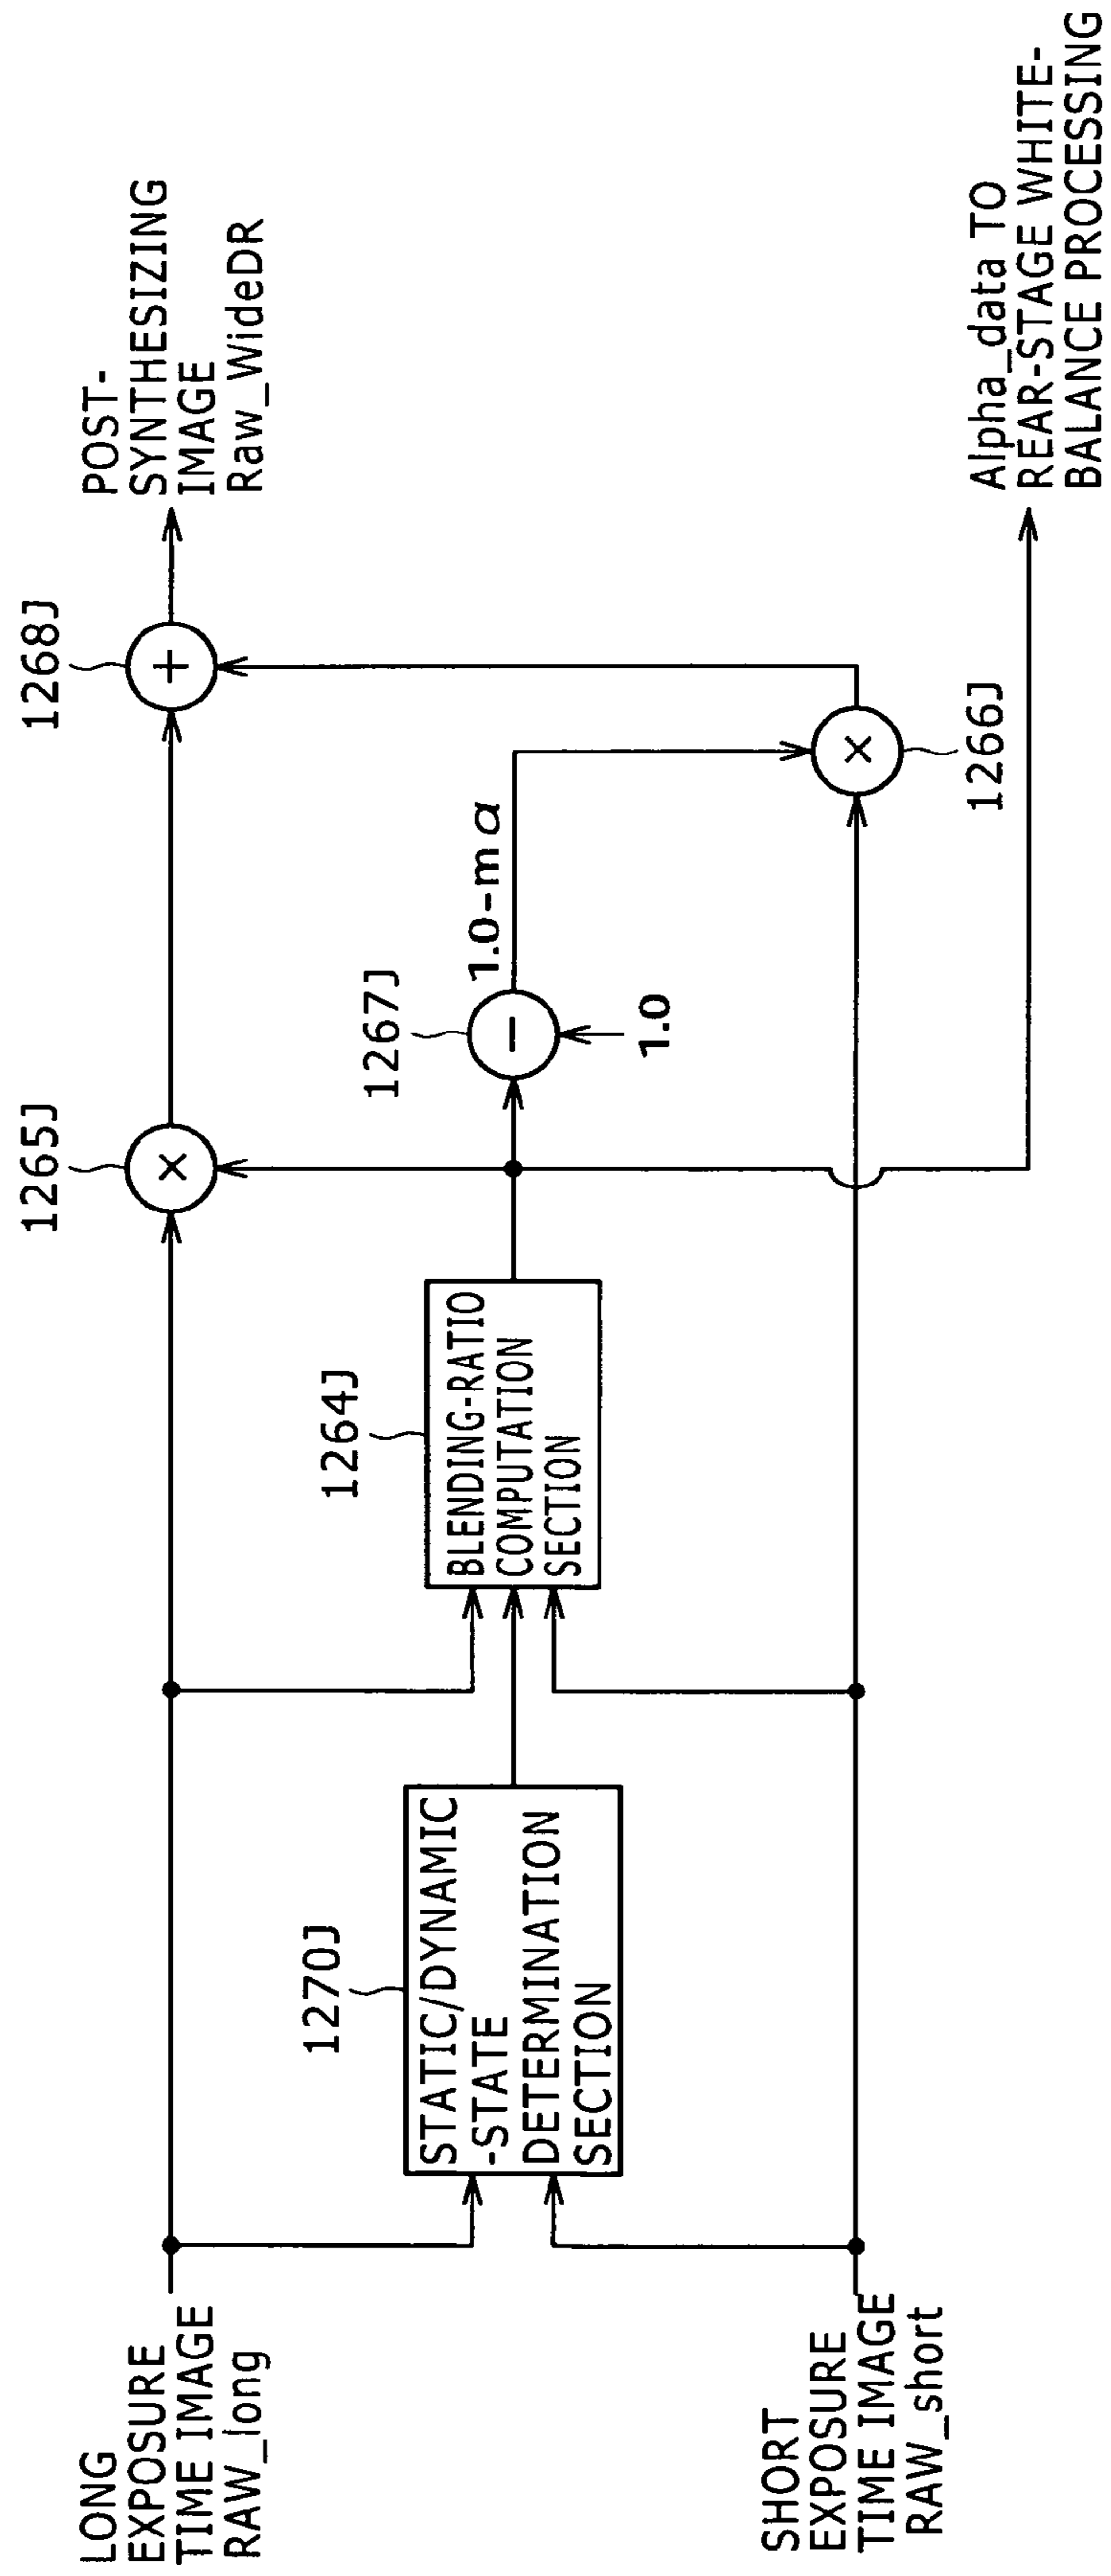 LONG
EXPOSURE
TIME IMAGE
RAW_long
1270J
STATIC/DYNAMIC
-STATE
DETERMINATION
SECTION
1264J
BLENDING-RATIO
COMPUTATION
SECTION
1265J
×
1267J
−
1.0
1.0-mα
1268J
+
POST-
SYNTHESIZING
IMAGE
Raw_WideDR
SHORT
EXPOSURE
TIME IMAGE
RAW_short
×
1266J
Alpha_data TO
REAR-STAGE WHITE-
BALANCE PROCESSING